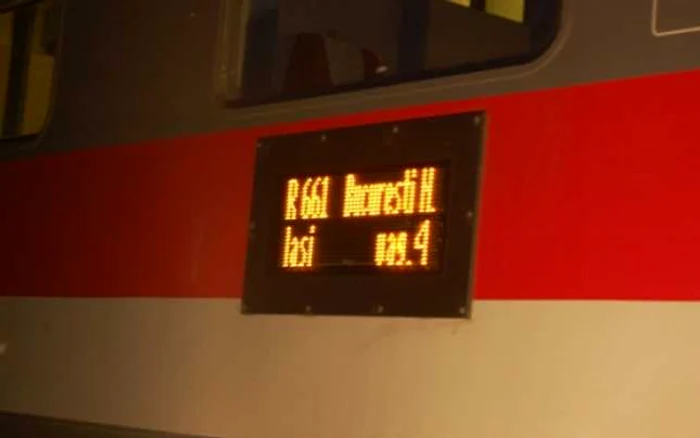 R 661 Bucuresti N.
Iasi vag.4